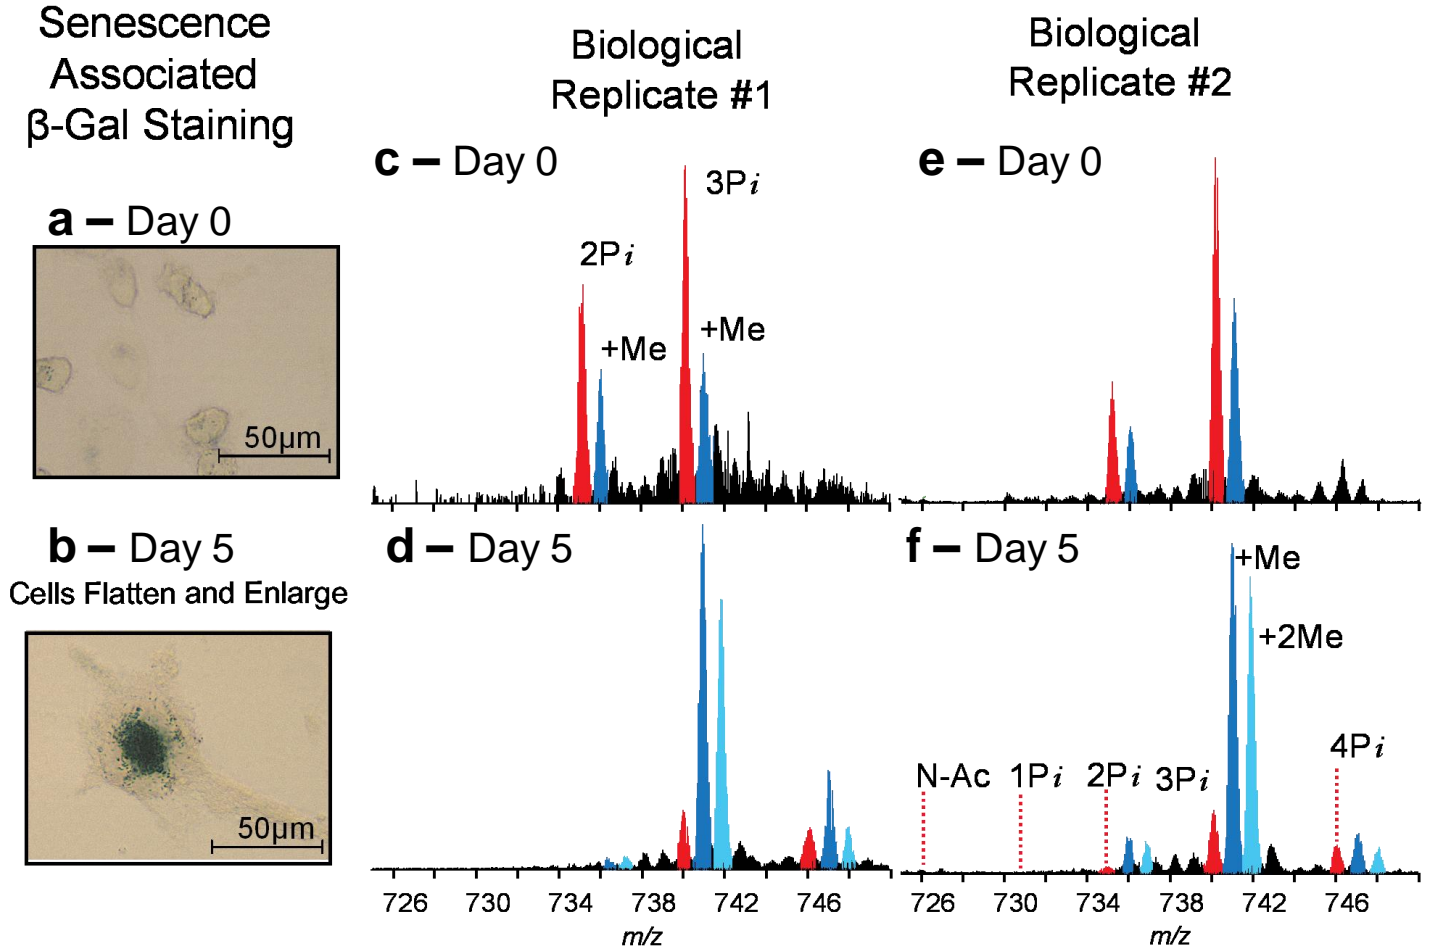 Senescence
Associated
β-Gal Staining
a – Day 0
50µm
b – Day 5
Cells Flatten and Enlarge
50µm
Biological
Replicate #1
c – Day 0
3Pi
2Pi
+Me
+Me
d – Day 5
726 730 734 738 742 746
m/z
Biological
Replicate #2
e – Day 0
f – Day 5
+Me
+2Me
4Pi
N-Ac 1Pi 2Pi 3Pi
726 730 734 738 742 746
m/z